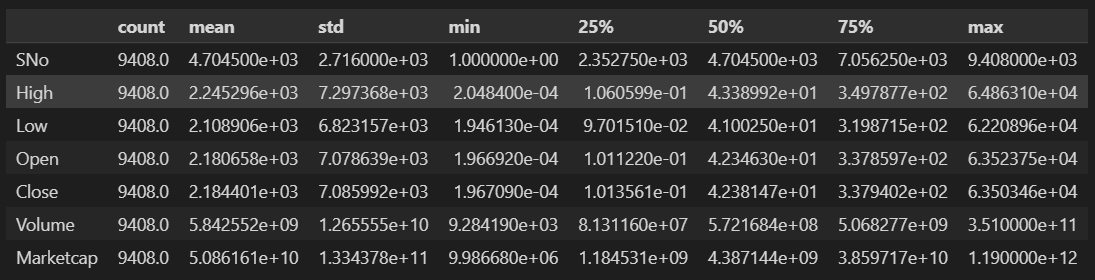 count mean std min 25% 50% 75% max
SNo 9408.0 4.704500e+03 2.716000e+03 1.000000e+00 2.352750e+03 4.704500e+03 7.056250e+03 9.408000e+03
High 9408.0 2.245296e+03 7.297368e+03 2.048400e-04 1.060599e-01 4.338992e+01 3.497877e+02 6.486310e+04
Low 9408.0 2.108906e+03 6.823157e+03 1.946130e-04 9.701510e-02 4.100250e+01 3.198715e+02 6.220896e+04
Open 9408.0 2.180658e+03 7.078639e+03 1.966920e-04 1.011220e-01 4.234630e+01 3.378597e+02 6.352375e+04
Close 9408.0 2.184401e+03 7.085992e+03 1.967090e-04 1.013561e-01 4.238147e+01 3.379402e+02 6.350346e+04
Volume 9408.0 5.842552e+09 1.265555e+10 9.284190e+03 8.131160e+07 5.721684e+08 5.068277e+09 3.510000e+11
Marketcap 9408.0 5.086161e+10 1.334378e+11 9.986680e+06 1.184531e+09 4.387144e+09 3.859717e+10 1.190000e+12